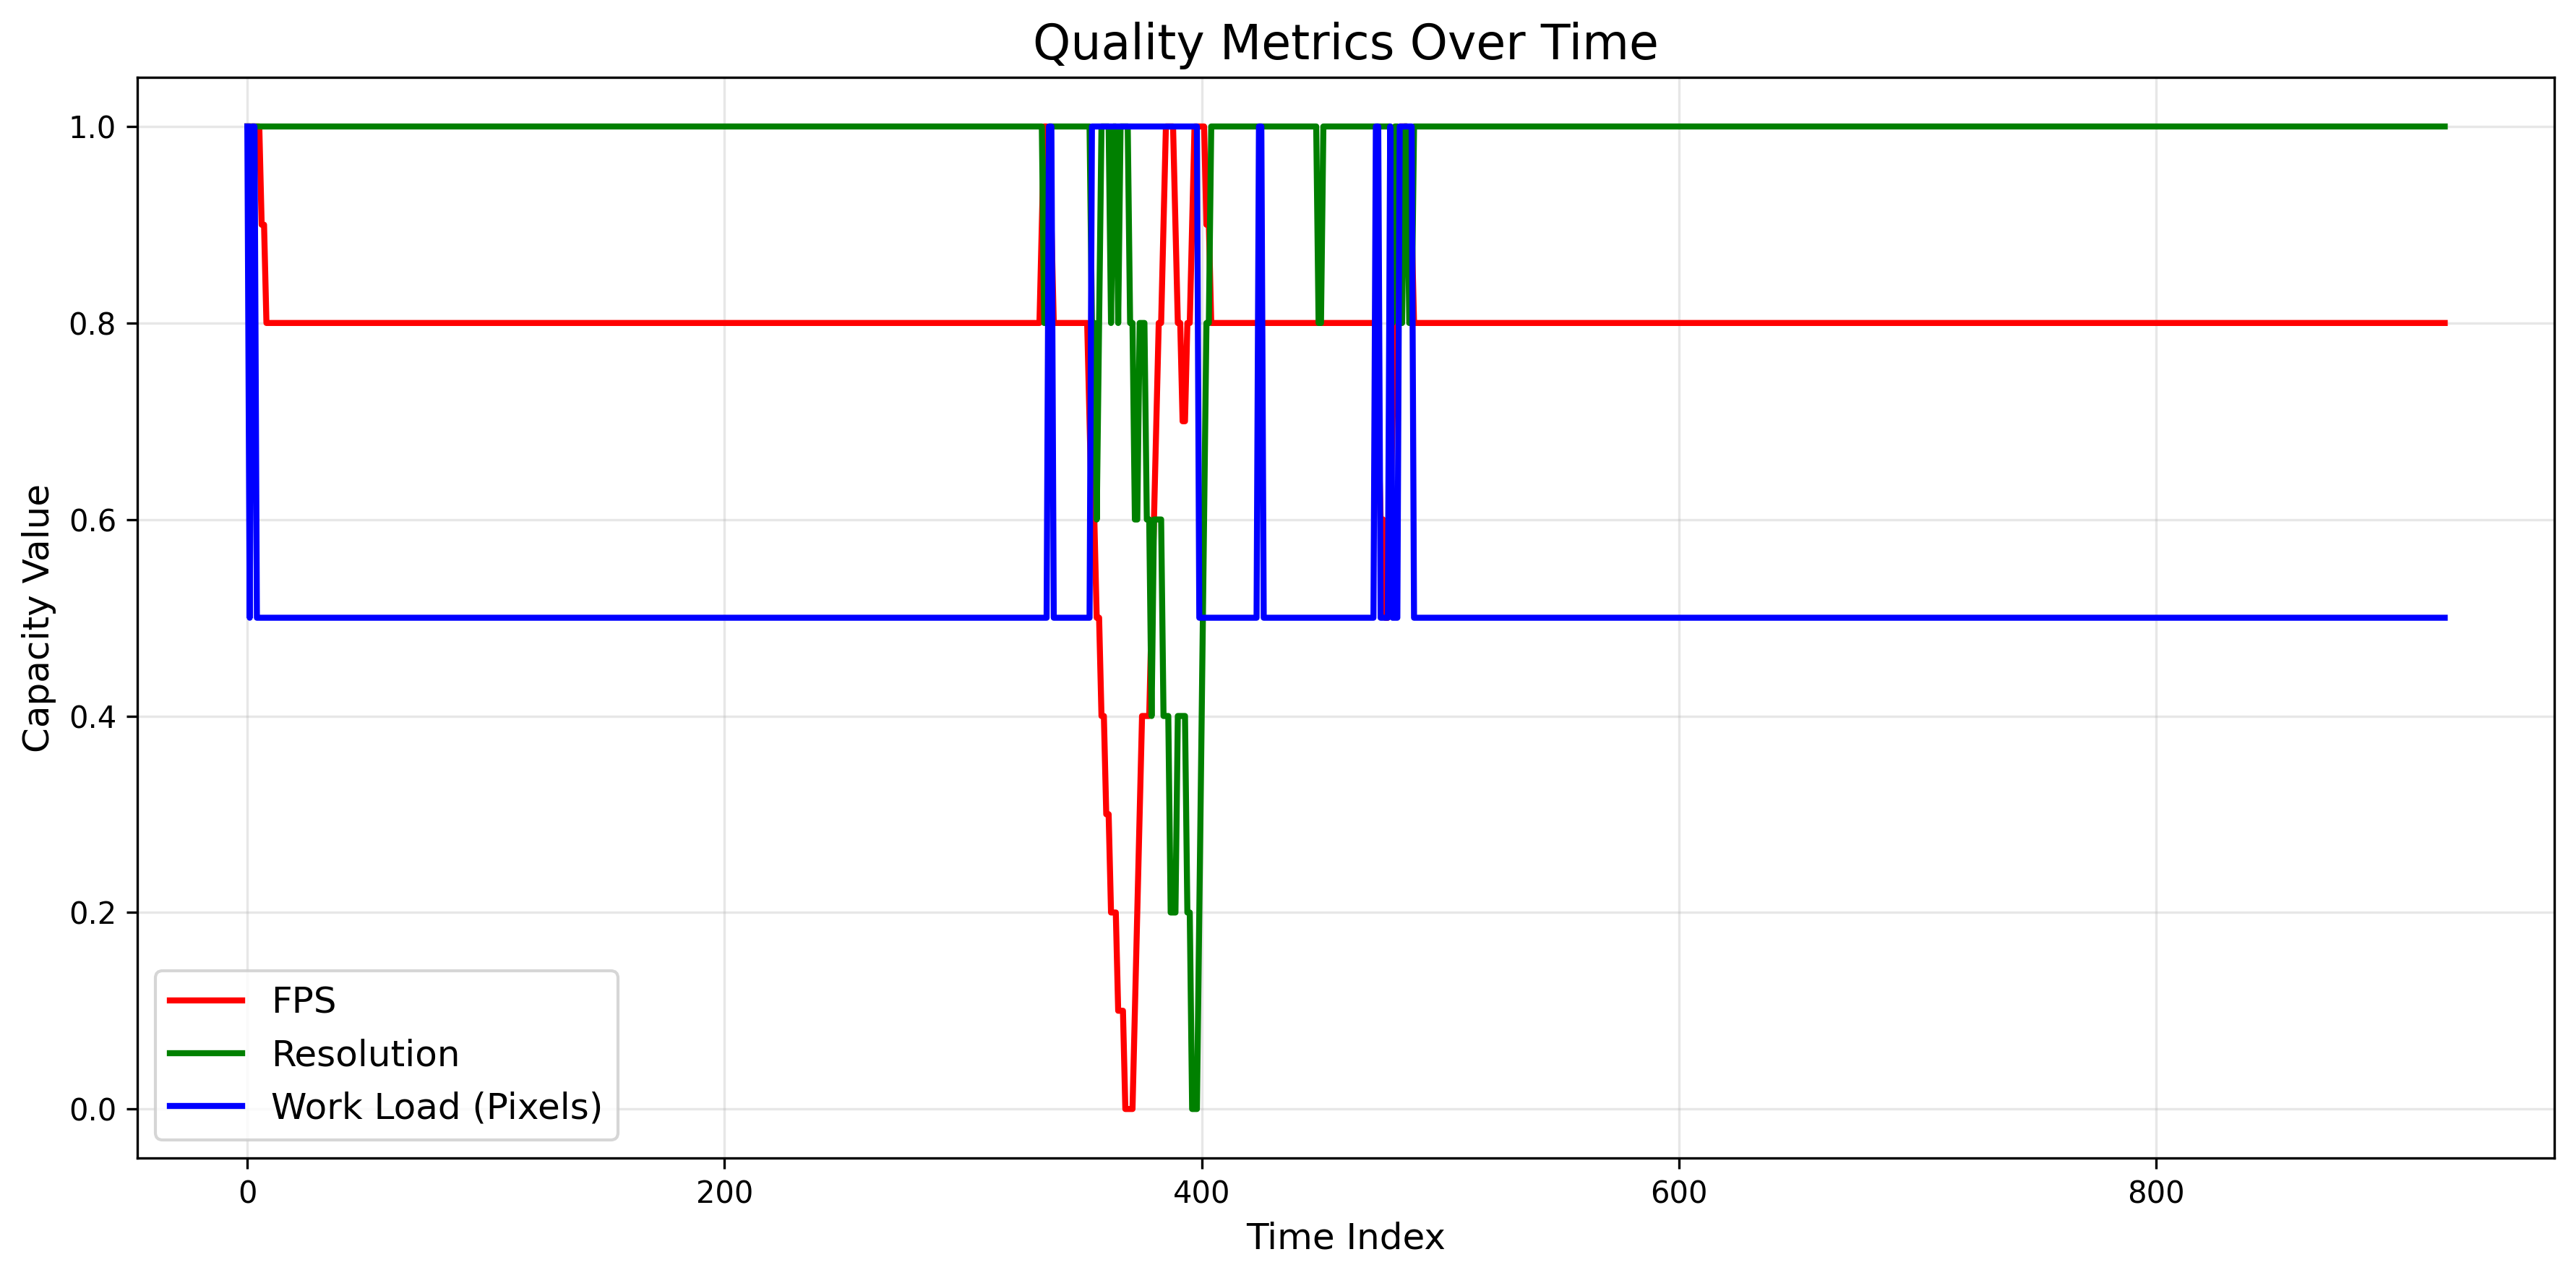 Quality Metrics Over Time
Capacity Value
1.0
0.8
0.6
0.4
0.2
0.0
FPS
Resolution
Work Load (Pixels)
0 200 400 600 800
Time Index